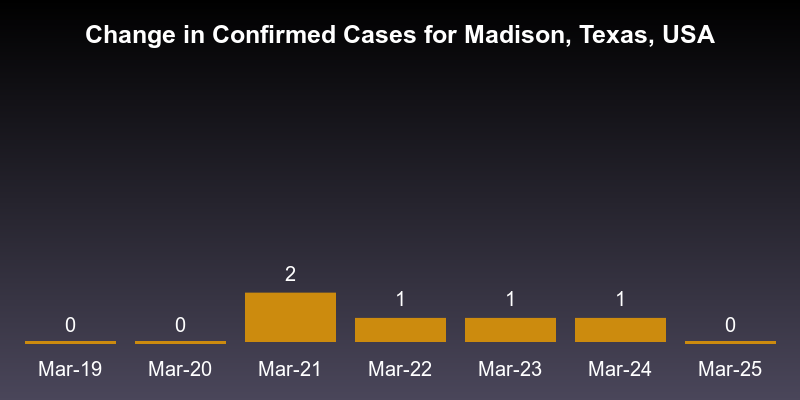 Change in Confirmed Cases for Madison, Texas, USA
0 0 2 1 1 1 0
Mar-19 Mar-20 Mar-21 Mar-22 Mar-23 Mar-24 Mar-25